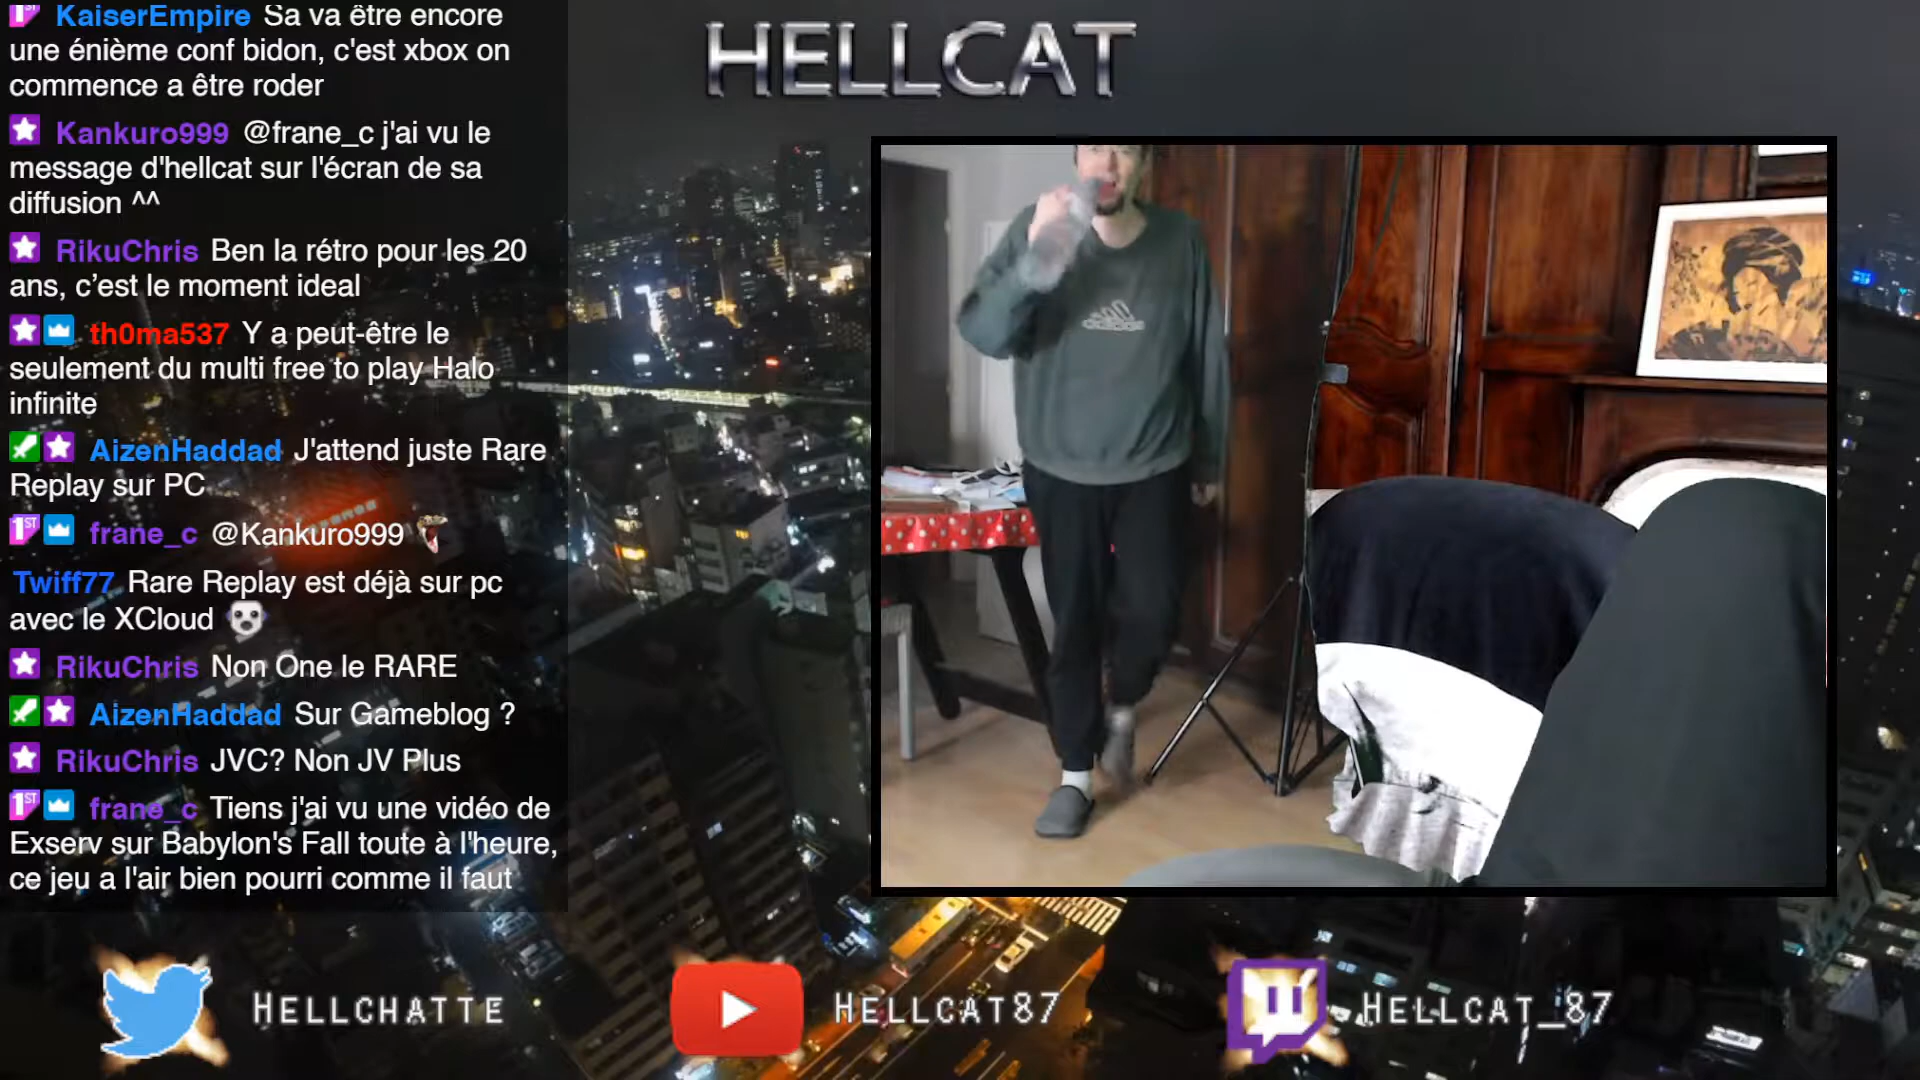 KaiserEmpire Sa va être encore
une énième conf bidon, c'est xbox on
commence a être roder
Kankuro999 @frane_c j'ai vu le
message d'hellcat sur l'écran de sa
diffusion ^^
RikuChris Ben la rétro pour les 20
ans, c’est le moment ideal
th0ma537 Y a peut-être le
seulement du multi free to play Halo
infinite
AizenHaddad J'attend juste Rare
Replay sur PC
frane_c @Kankuro999
Twiff77 Rare Replay est déjà sur pc
avec le XCloud
RikuChris Non One le RARE
AizenHaddad Sur Gameblog ?
RikuChris JVC? Non JV Plus
frane_c Tiens j'ai vu une vidéo de
Exserv sur Babylon's Fall toute à l'heure,
ce jeu a l'air bien pourri comme il faut
HELLCAT
adidas
HELLCHATTE
HELLCAT87
HELLCAT_87